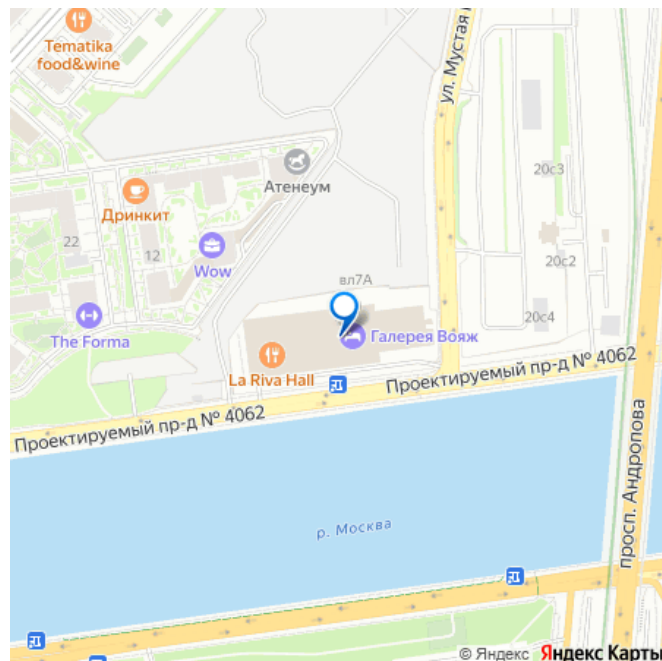 Tematika
food&wine
ул. Мустая
Атенеум
20с3
Дринкит
22
12
Wow
20с2
вл7А
20с4
The Forma
Галерея Вояж
La Riva Hall
Проектируемый пр-д № 4062
Проектируемый пр-д № 4062
просп. Андропова
р. Москва
© Яндекс Яндекс Карты